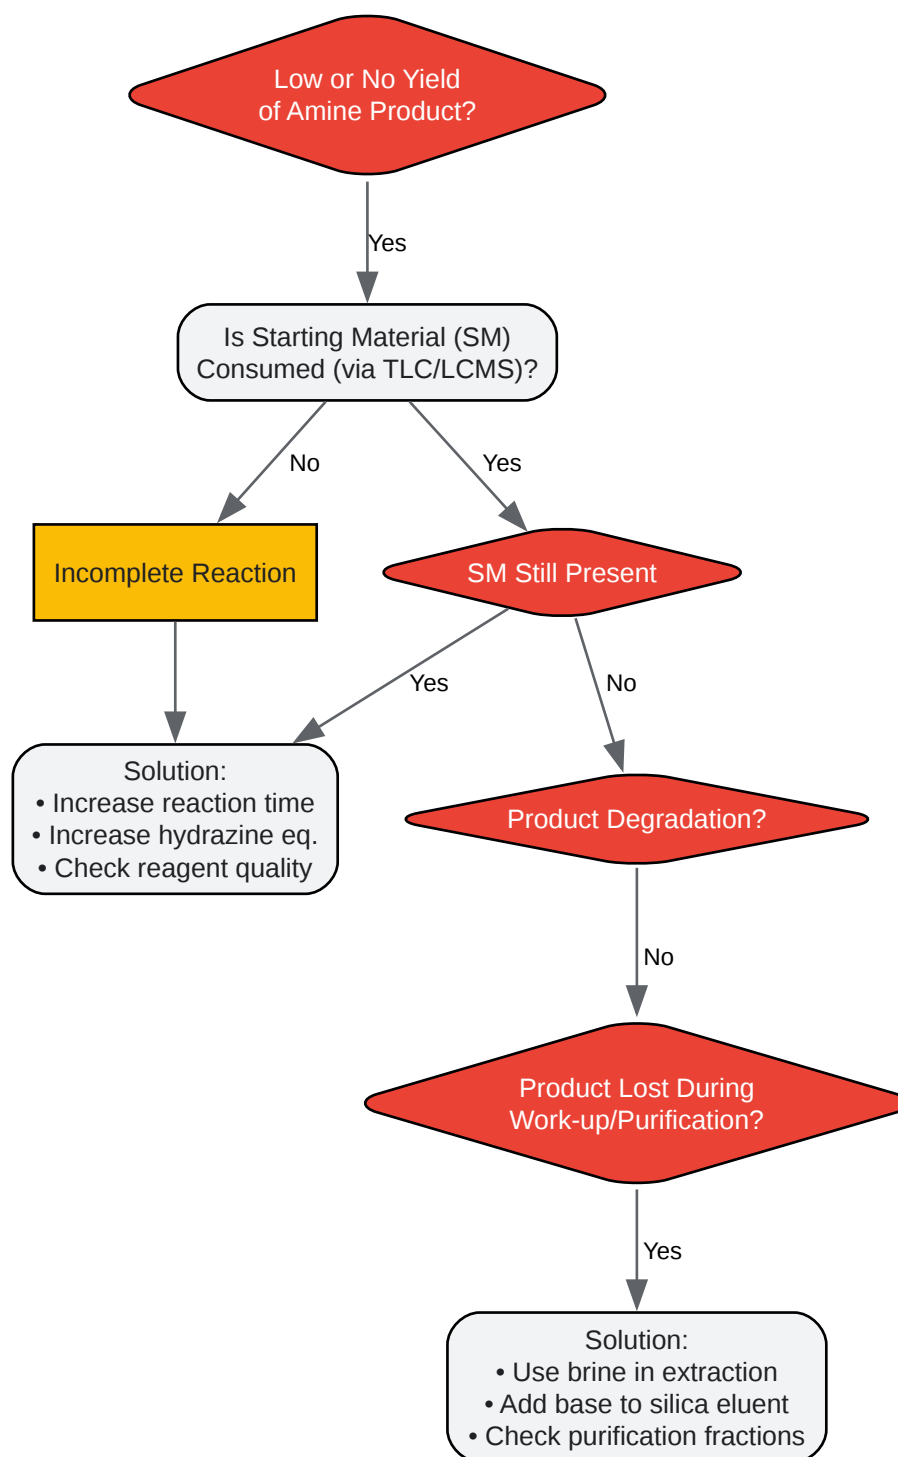 Low or No Yield
of Amine Product?
Yes
Is Starting Material (SM)
Consumed (via TLC/LCMS)?
No
Yes
Incomplete Reaction
SM Still Present
Yes
No
Solution:
• Increase reaction time
• Increase hydrazine eq.
• Check reagent quality
Product Degradation?
No
Product Lost During
Work-up/Purification?
Yes
Solution:
• Use brine in extraction
• Add base to silica eluent
• Check purification fractions